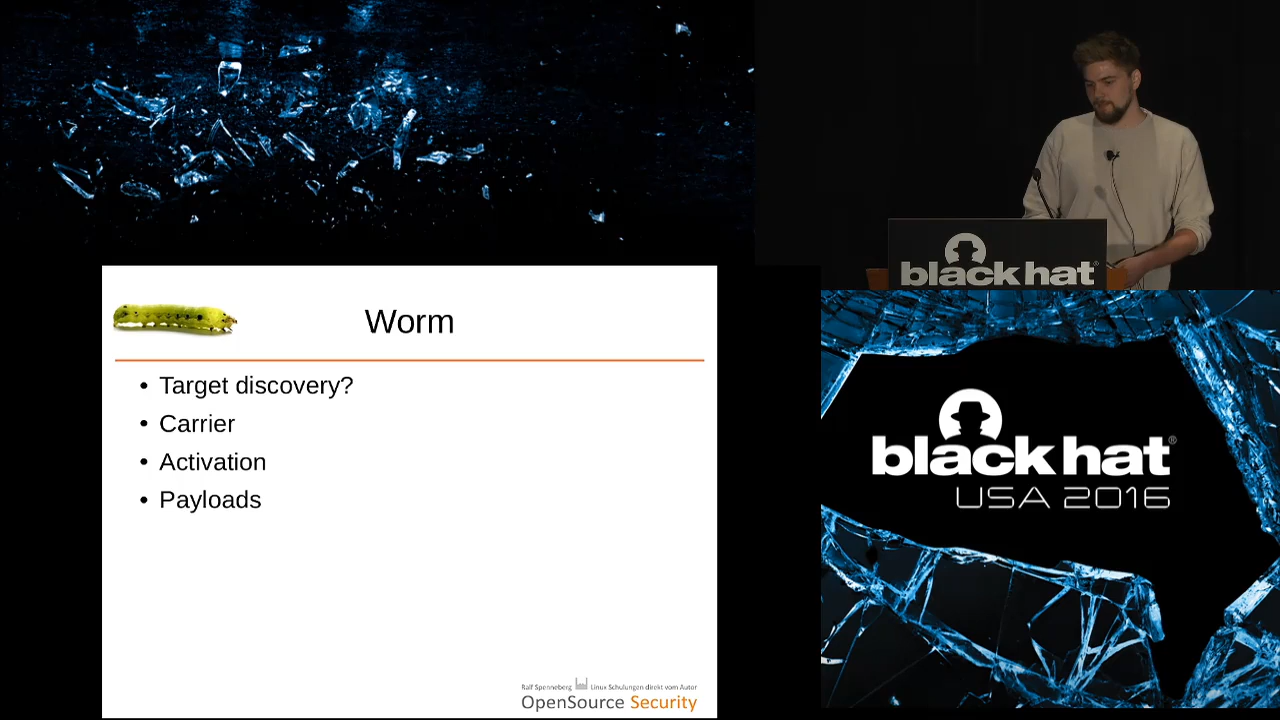 black hat®
Worm
• Target discovery?
• Carrier
• Activation
• Payloads
Ralf Spenneberg Linux Schulungen direkt vom Autor
OpenSource Security
black hat®
USA 2016